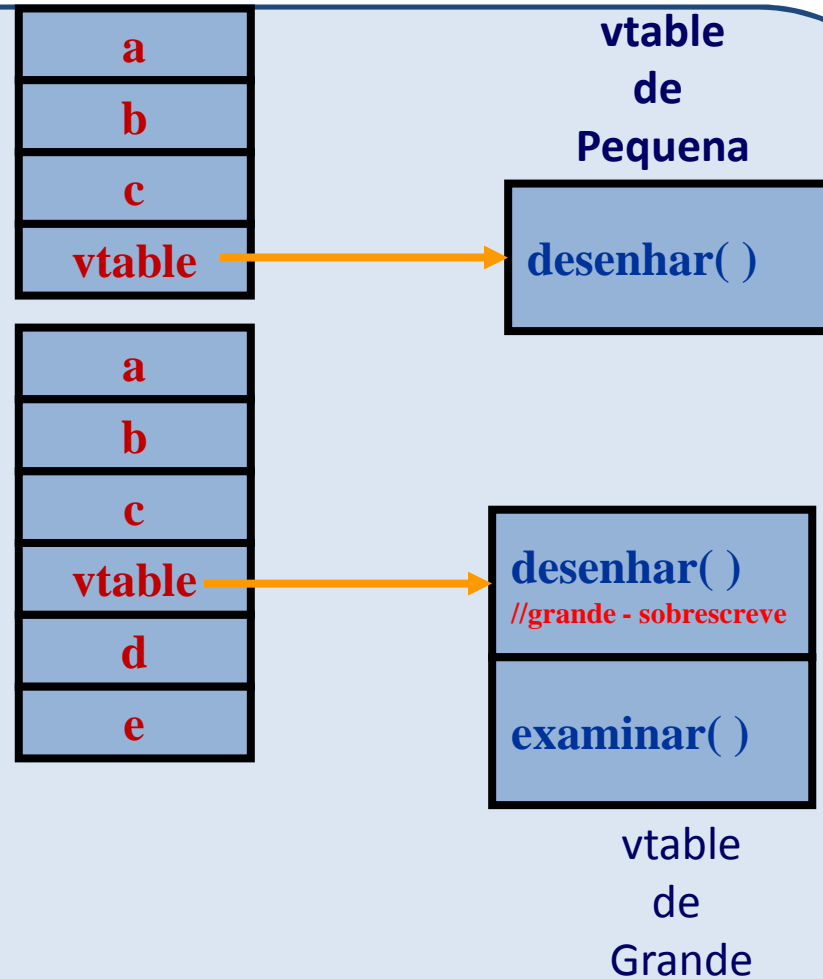 a
b
c
vtable
vtable
de
Pequena
desenhar( )
a
b
c
vtable
d
e
desenhar( )
//grande - sobrescreve
examinar( )
vtable
de
Grande